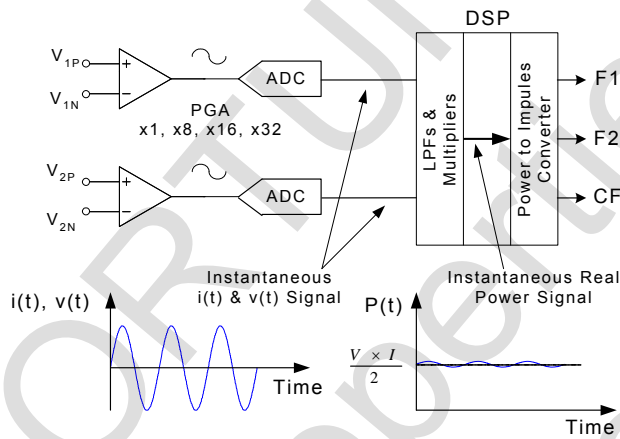 DSP
V1P
+
V1N
−
ADC
PGA
x1, x8, x16, x32
V2P
+
V2N
−
ADC
LPFs &
Multipliers
Power to Impules
Converter
F1
F2
CF
Instantaneous
i(t) & v(t) Signal
Instantaneous Real
Power Signal
i(t), v(t)
Time
P(t)
V × I
2
Time